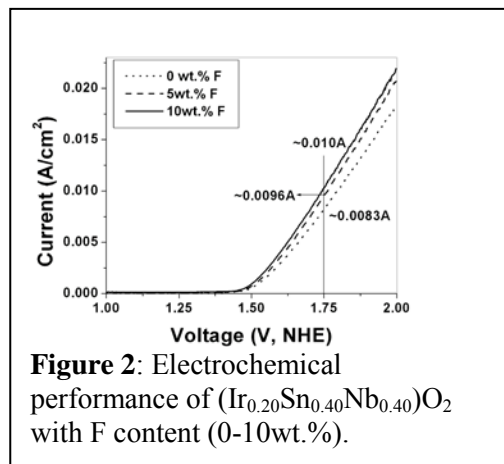 0.020
0.015
0.010
0.005
0.000
Current (A/cm²)
0 wt.% F
5wt.% F
10wt.% F
~0.010A
~0.0096A
~0.0083A
1.00 1.25 1.50 1.75 2.00
Voltage (V, NHE)
Figure 2: Electrochemical
performance of (Ir₀.₂₀Sn₀.₄₀Nb₀.₄₀)O₂
with F content (0-10wt.%).